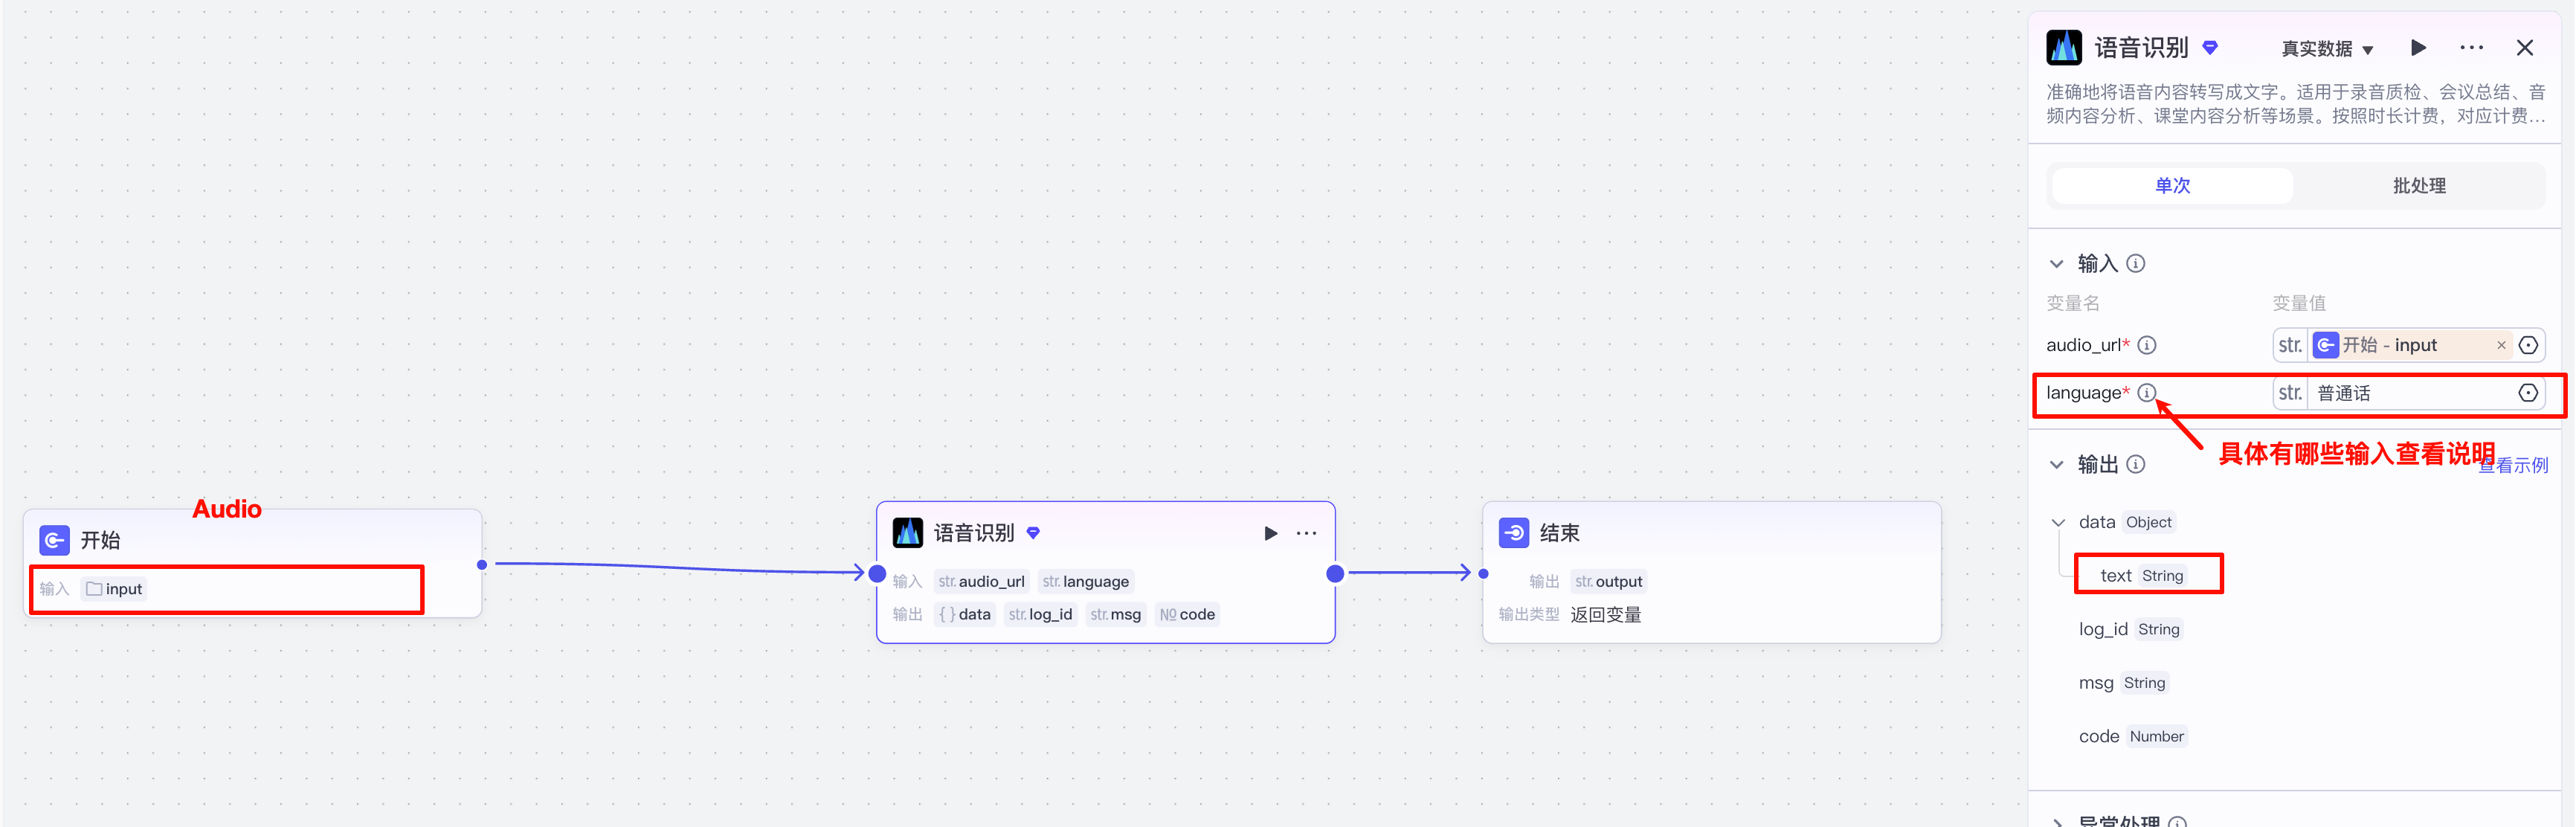 Audio
开始
输入 input
语音识别
输入 str. audio_url str. language
输出 { } data str. log_id str. msg № code
结束
输出 str. output
输出类型 返回变量
语音识别 真实数据
准确地将语音内容转写成文字。适用于录音质检、会议总结、音
频内容分析、课堂内容分析等场景。按照时长计费，对应计费...
单次 批处理
输入
变量名 变量值
audio_url* str. 开始 - input
language* str. 普通话
具体有哪些输入查看说明
输出 查看示例
data Object
text String
log_id String
msg String
code Number
异常处理